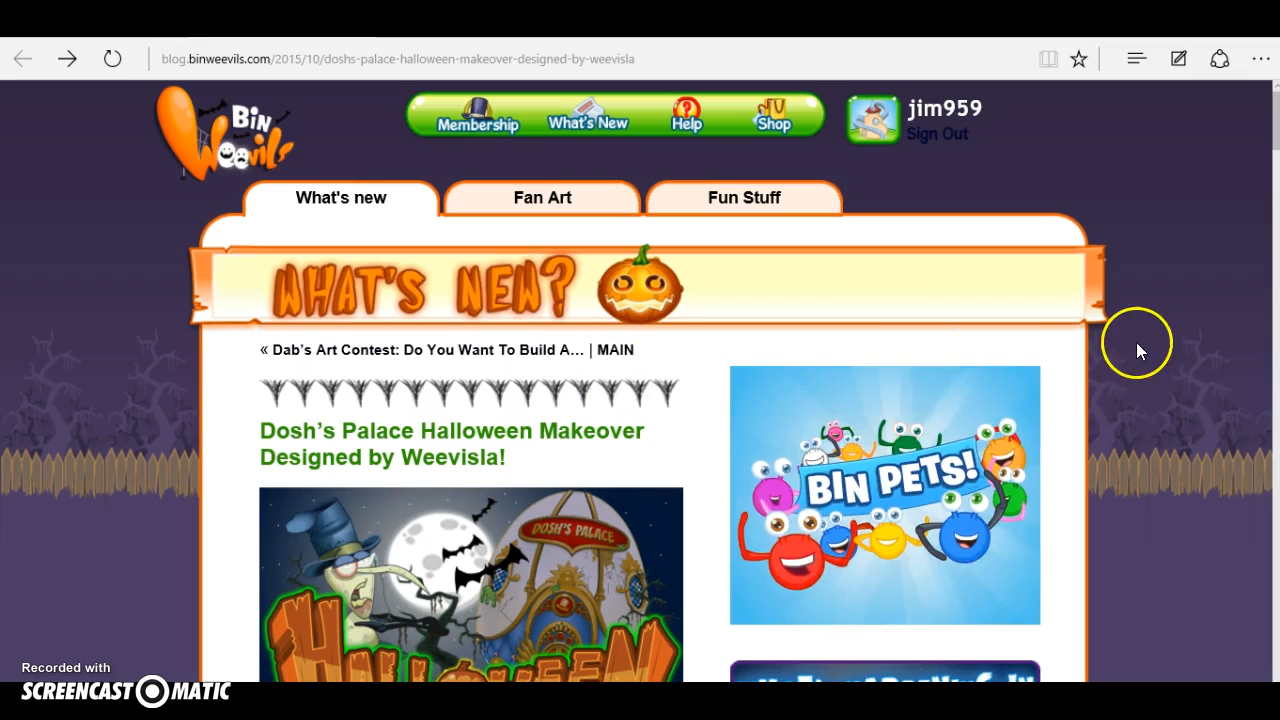 blog.binweevils.com/2015/10/doshs-palace-halloween-makeover-designed-by-weevisla
Bin
Weevils
Membership
What's New
Help
Shop
jim959
Sign Out
What's new
Fan Art
Fun Stuff
WHAT'S NEW?
« Dab's Art Contest: Do You Want To Build A... | MAIN
Dosh's Palace Halloween Makeover
Designed by Weevisla!
DOSH'S PALACE
HALLOWEEN
BIN PETS!
Recorded with
SCREENCAST-O-MATIC